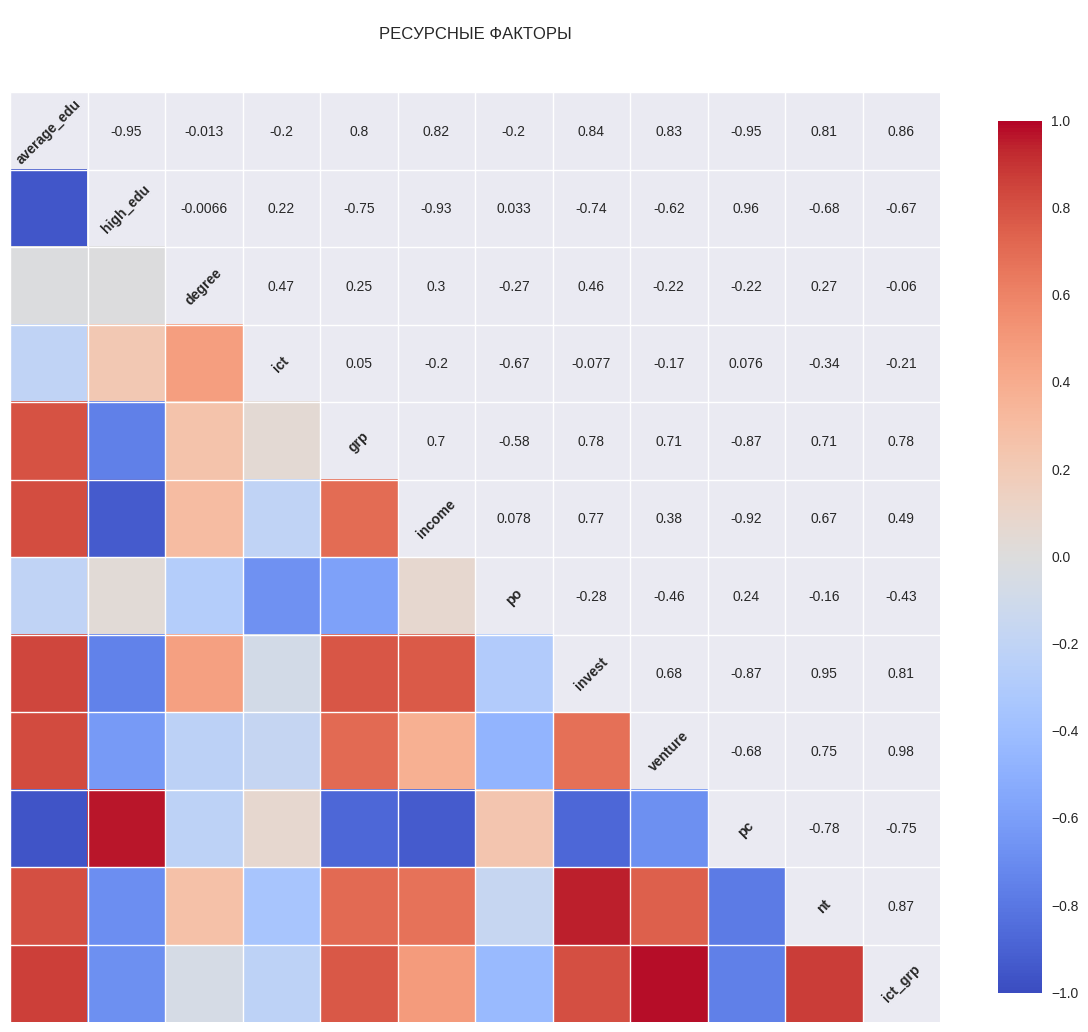 РЕСУРСНЫЕ ФАКТОРЫ
average_edu -0.95 -0.013 -0.2 0.8 0.82 -0.2 0.84 0.83 -0.95 0.81 0.86
high_edu -0.0066 0.22 -0.75 -0.93 0.033 -0.74 -0.62 0.96 -0.68 -0.67
degree 0.47 0.25 0.3 -0.27 0.46 -0.22 -0.22 0.27 -0.06
ict 0.05 -0.2 -0.67 -0.077 -0.17 0.076 -0.34 -0.21
grp 0.7 -0.58 0.78 0.71 -0.87 0.71 0.78
income 0.078 0.77 0.38 -0.92 0.67 0.49
po -0.28 -0.46 0.24 -0.16 -0.43
invest 0.68 -0.87 0.95 0.81
venture -0.68 0.75 0.98
pc -0.78 -0.75
nt 0.87
ict_grp
1.0
0.8
0.6
0.4
0.2
0.0
−0.2
−0.4
−0.6
−0.8
−1.0